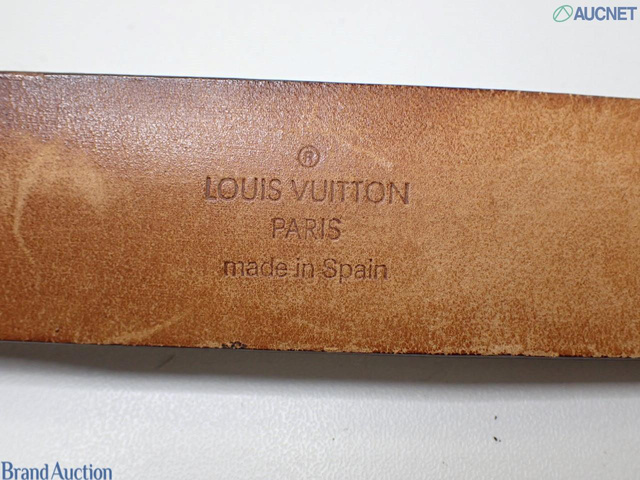 AUCNET
®
LOUIS VUITTON
PARIS
made in Spain
Brand Auction